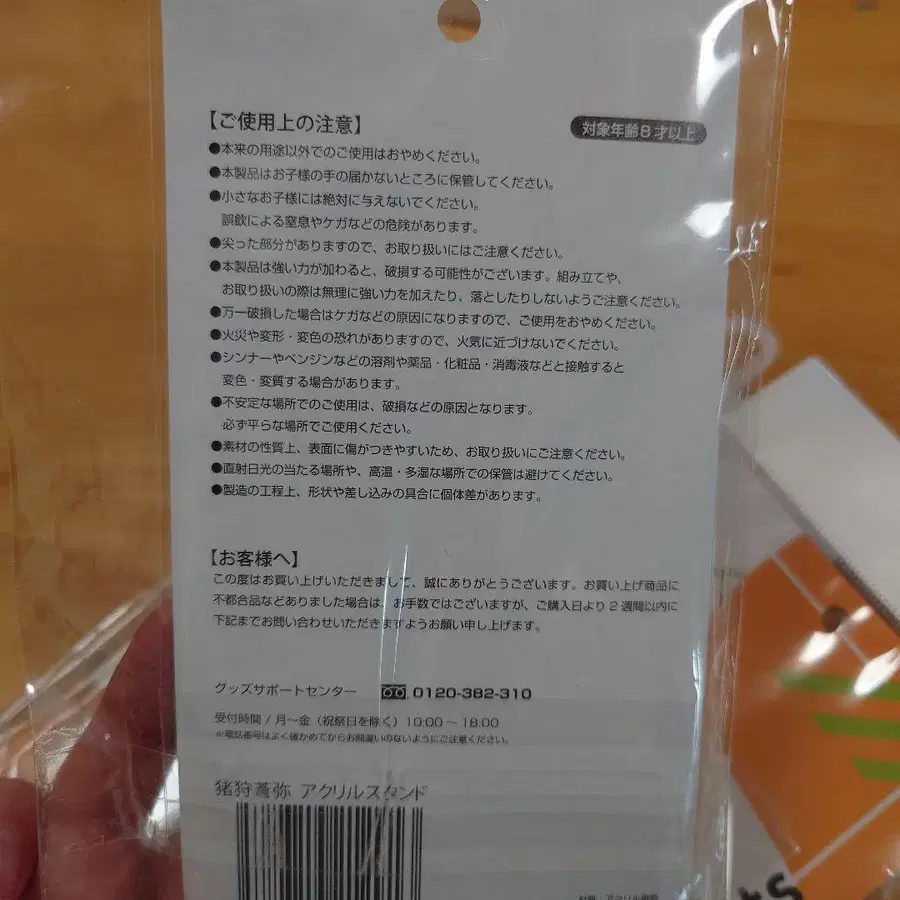 【ご使用上の注意】
対象年齢8才以上
●本来の用途以外でのご使用はおやめください。
●本製品はお子様の手の届かないところに保管してください。
●小さなお子様には絶対に与えないでください。
誤飲による窒息やケガなどの危険があります。
●尖った部分がありますので、お取り扱いにはご注意ください。
●本製品は強い力が加わると、破損する可能性がございます。組み立てや、
お取り扱いの際は無理に強い力を加えたり、落としたりしないようご注意ください。
●万一破損した場合はケガなどの原因になりますので、ご使用をおやめください。
●火災や変形・変色の恐れがありますので、火気に近づけないでください。
●シンナーやベンジンなどの溶剤や薬品・化粧品・消毒液などと接触すると
変色・変質する場合があります。
●不安定な場所でのご使用は、破損などの原因となります。
必ず平らな場所でご使用ください。
●素材の性質上、表面に傷がつきやすいため、お取り扱いにご注意ください。
●直射日光の当たる場所や、高温・多湿な場所での保管は避けてください。
●製造の工程上、形状や差し込みの具合に個体差があります。
【お客様へ】
この度はお買い上げいただきまして、誠にありがとうございます。お買い上げ商品に
不都合品などありました場合は、お手数ではございますが、ご購入日より2週間以内に
下記までお問い合わせいただきますようお願い申し上げます。
グッズサポートセンター 0120-382-310
受付時間/月〜金（祝祭日を除く）10:00〜18:00
※電話番号はよく確かめてからお間違いのないようにご注意ください。
猪狩蒼弥 アクリルスタンド